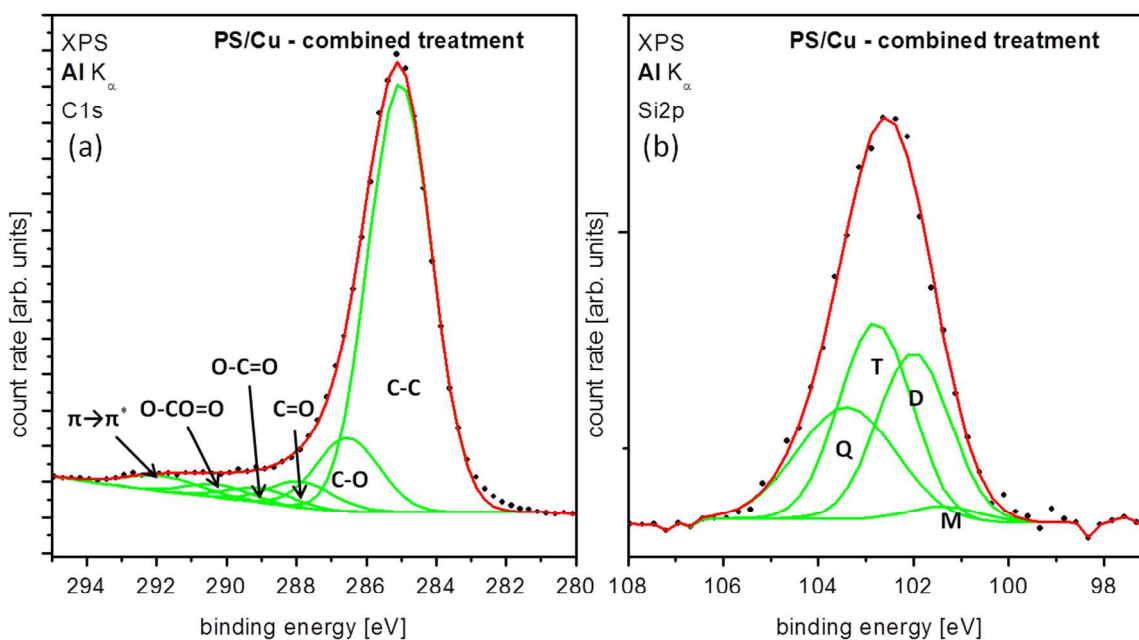 PS/Cu - combined treatment
XPS
Al Kα
C1s
(a)
O-C=O
π→π*
O-CO=O
C=O
C-C
C-O
count rate [arb. units]
294 292 290 288 286 284 282 280
binding energy [eV]
PS/Cu - combined treatment
XPS
Al Kα
Si2p
(b)
T
D
Q
M
count rate [arb. units]
108 106 104 102 100 98
binding energy [eV]